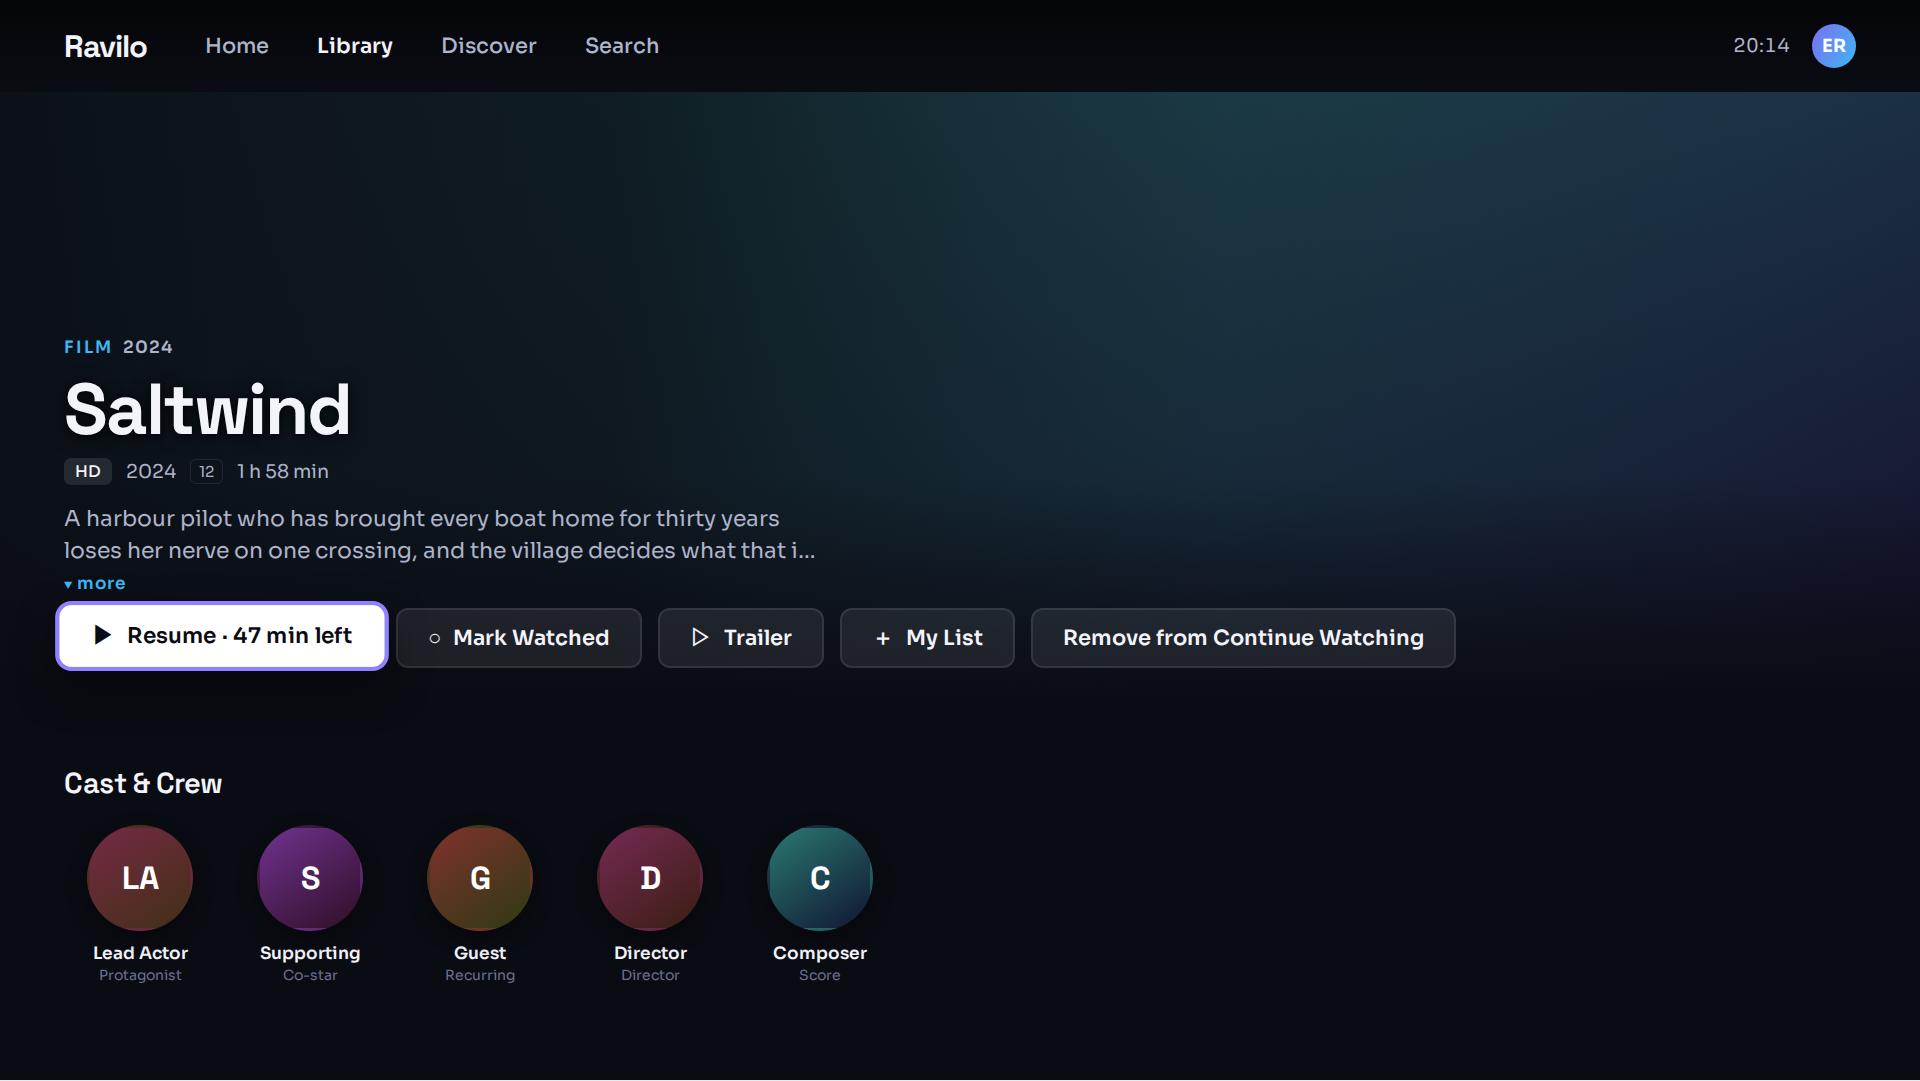 Ravilo Home Library Discover Search 20:14 ER
FILM 2024
Saltwind
HD 2024 12 1 h 58 min
A harbour pilot who has brought every boat home for thirty years
loses her nerve on one crossing, and the village decides what that i...
▾ more
▶ Resume · 47 min left ○ Mark Watched ▷ Trailer + My List Remove from Continue Watching
Cast & Crew
LA S G D C
Lead Actor Supporting Guest Director Composer
Protagonist Co-star Recurring Director Score